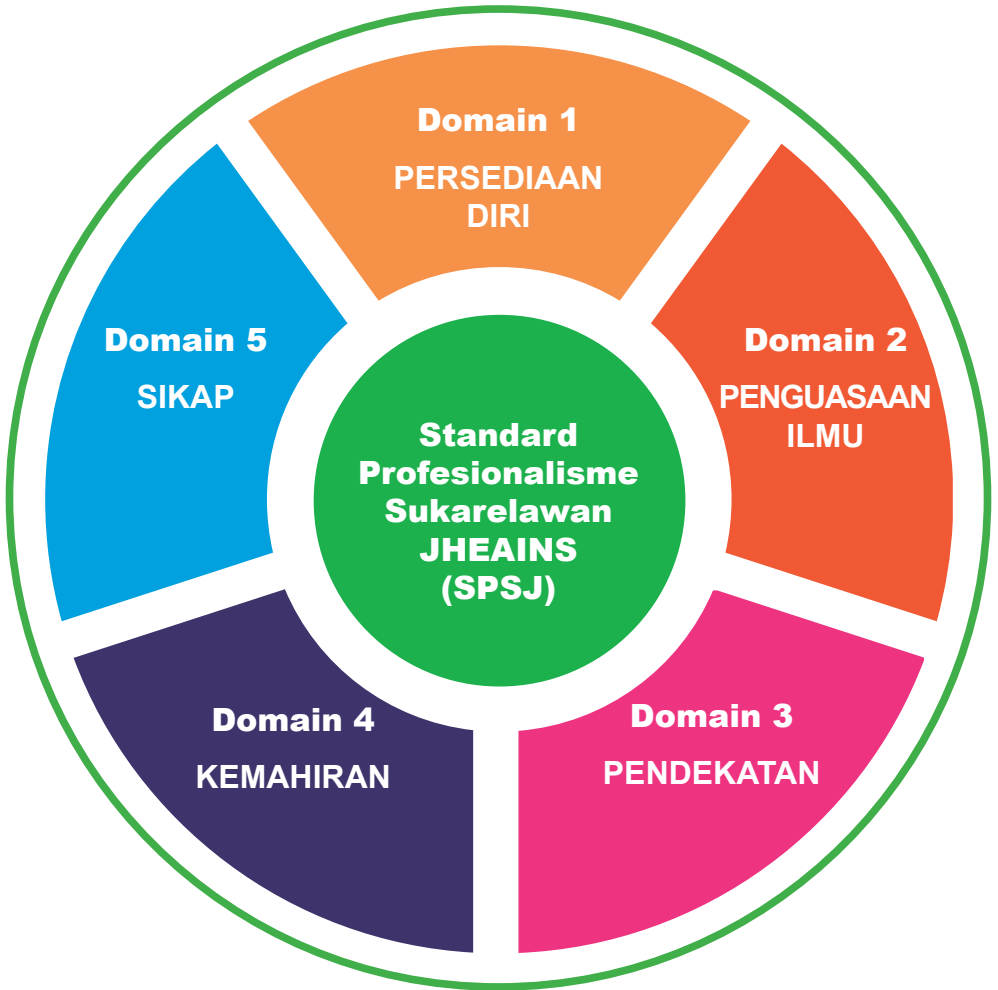 Domain 1
PERSEDIAAN
DIRI
Domain 2
PENGUASAAN
ILMU
Domain 3
PENDEKATAN
Domain 4
KEMAHIRAN
Domain 5
SIKAP
Standard
Profesionalisme
Sukarelawan
JHEAINS
(SPSJ)